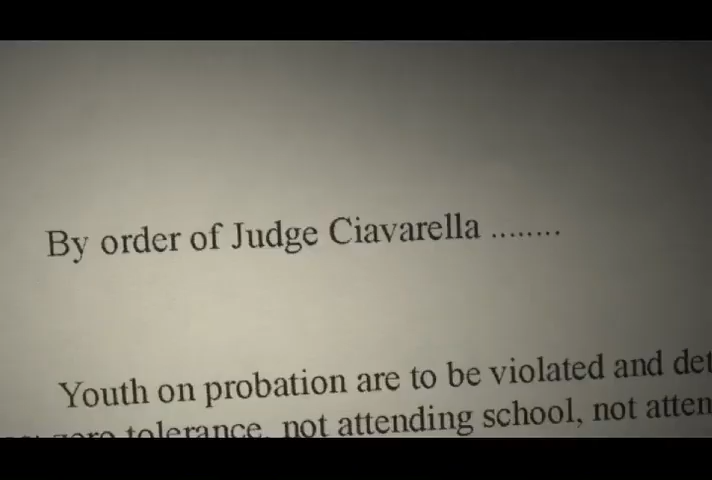 By order of Judge Ciavarella ........
Youth on probation are to be violated and det
zero tolerance, not attending school, not atten